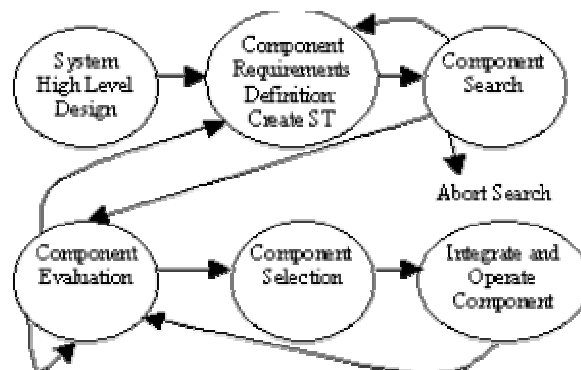 System
High Level
Design
Component
Requirements
Definition:
Create ST
Component
Search
Abort Search
Component
Evaluation
Component
Selection
Integrate and
Operate
Component